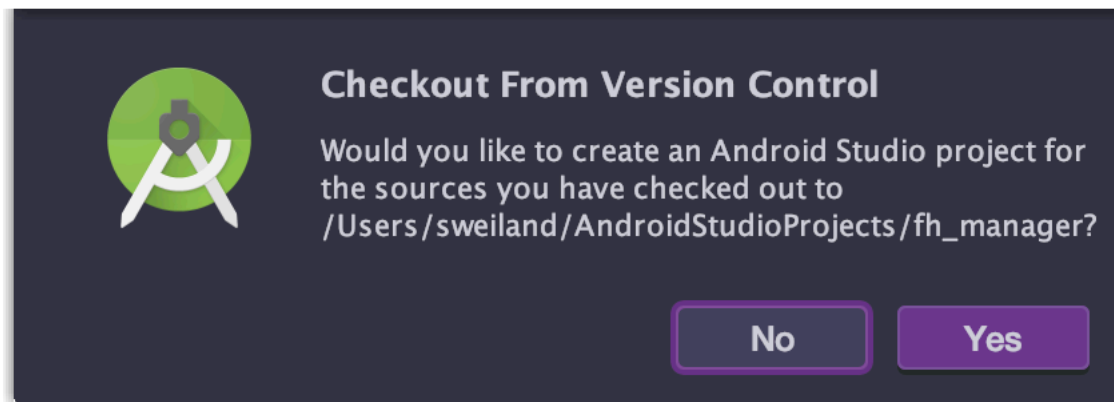 Checkout From Version Control
Would you like to create an Android Studio project for
the sources you have checked out to
/Users/sweiland/AndroidStudioProjects/fh_manager?
No
Yes